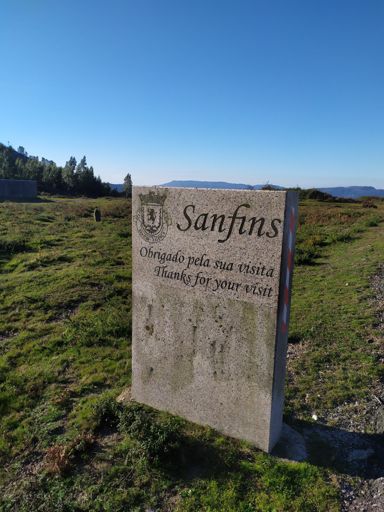 Sanfins
Obrigado pela sua visita
Thanks for your visit